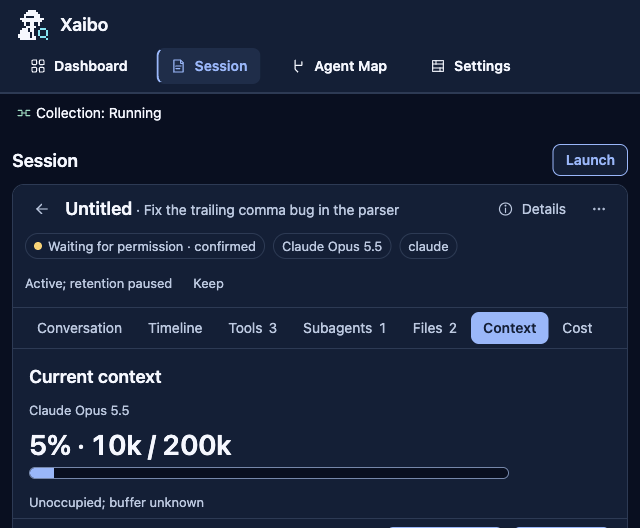 Xaibo
Dashboard Session Agent Map Settings
Collection: Running
Session Launch
Untitled · Fix the trailing comma bug in the parser Details ...
Waiting for permission · confirmed Claude Opus 5.5 claude
Active; retention paused Keep
Conversation Timeline Tools 3 Subagents 1 Files 2 Context Cost
Current context
Claude Opus 5.5
5% · 10k / 200k
Unoccupied; buffer unknown